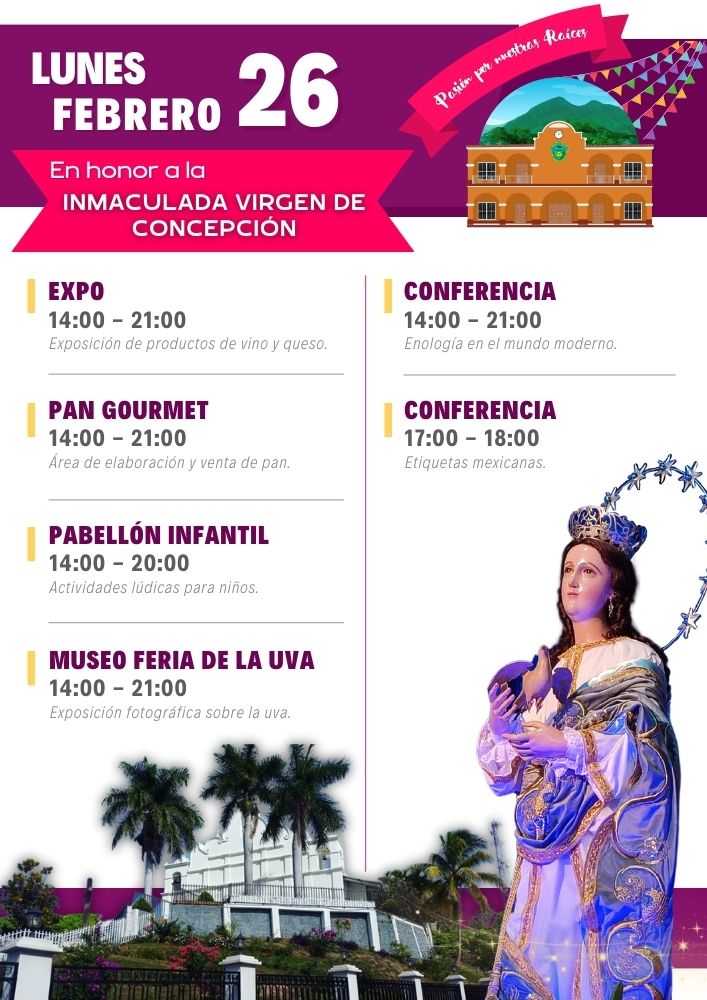 LUNES
FEBRERO
26
Pasión por nuestras Raíces
En honor a la
INMACULADA VIRGEN DE
CONCEPCIÓN
EXPO
14:00 – 21:00
Exposición de productos de vino y queso.
PAN GOURMET
14:00 – 21:00
Área de elaboración y venta de pan.
PABELLÓN INFANTIL
14:00 – 20:00
Actividades lúdicas para niños.
MUSEO FERIA DE LA UVA
14:00 – 21:00
Exposición fotográfica sobre la uva.
CONFERENCIA
14:00 – 21:00
Enología en el mundo moderno.
CONFERENCIA
17:00 – 18:00
Etiquetas mexicanas.